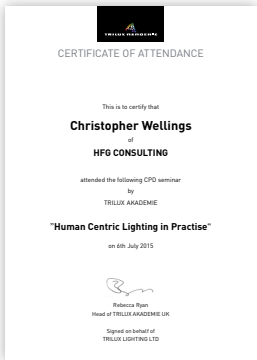 TRILUX AKADEMIE
CERTIFICATE OF ATTENDANCE
This is to certify that
Christopher Wellings
of
HFG CONSULTING
attended the following CPD seminar
by
TRILUX AKADEMIE
"Human Centric Lighting in Practise"
on 6th July 2015
Rebecca Ryan
Head of TRILUX AKADEMIE UK
Signed on behalf of
TRILUX LIGHTING LTD